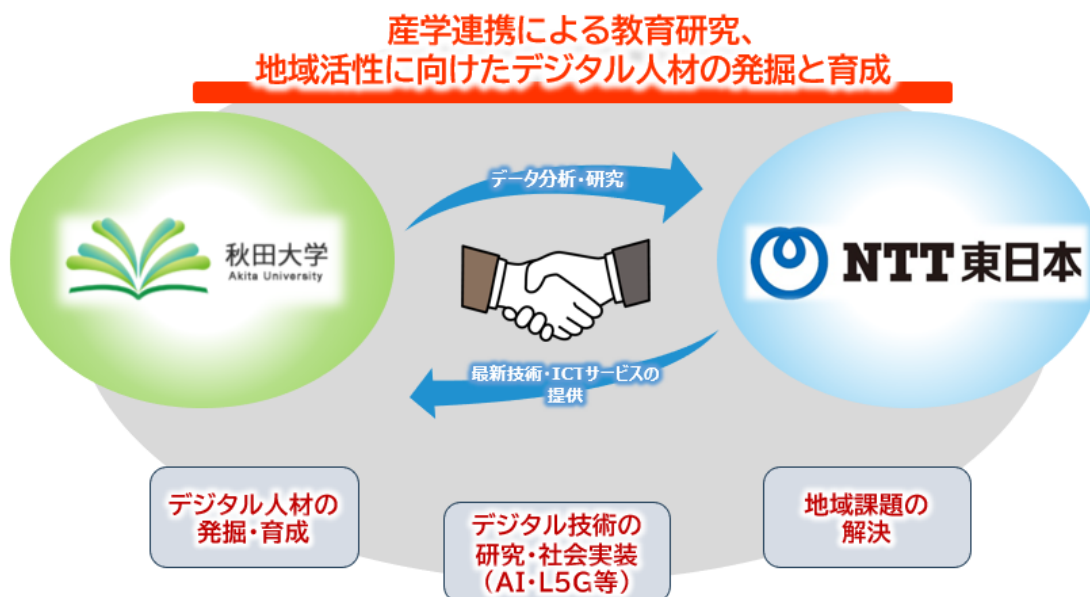 産学連携による教育研究、
地域活性に向けたデジタル人材の発掘と育成
データ分析・研究
秋田大学
Akita University
NTT東日本
最新技術・ICTサービスの
提供
デジタル人材の
発掘・育成
デジタル技術の
研究・社会実装
（AI・L5G等）
地域課題の
解決